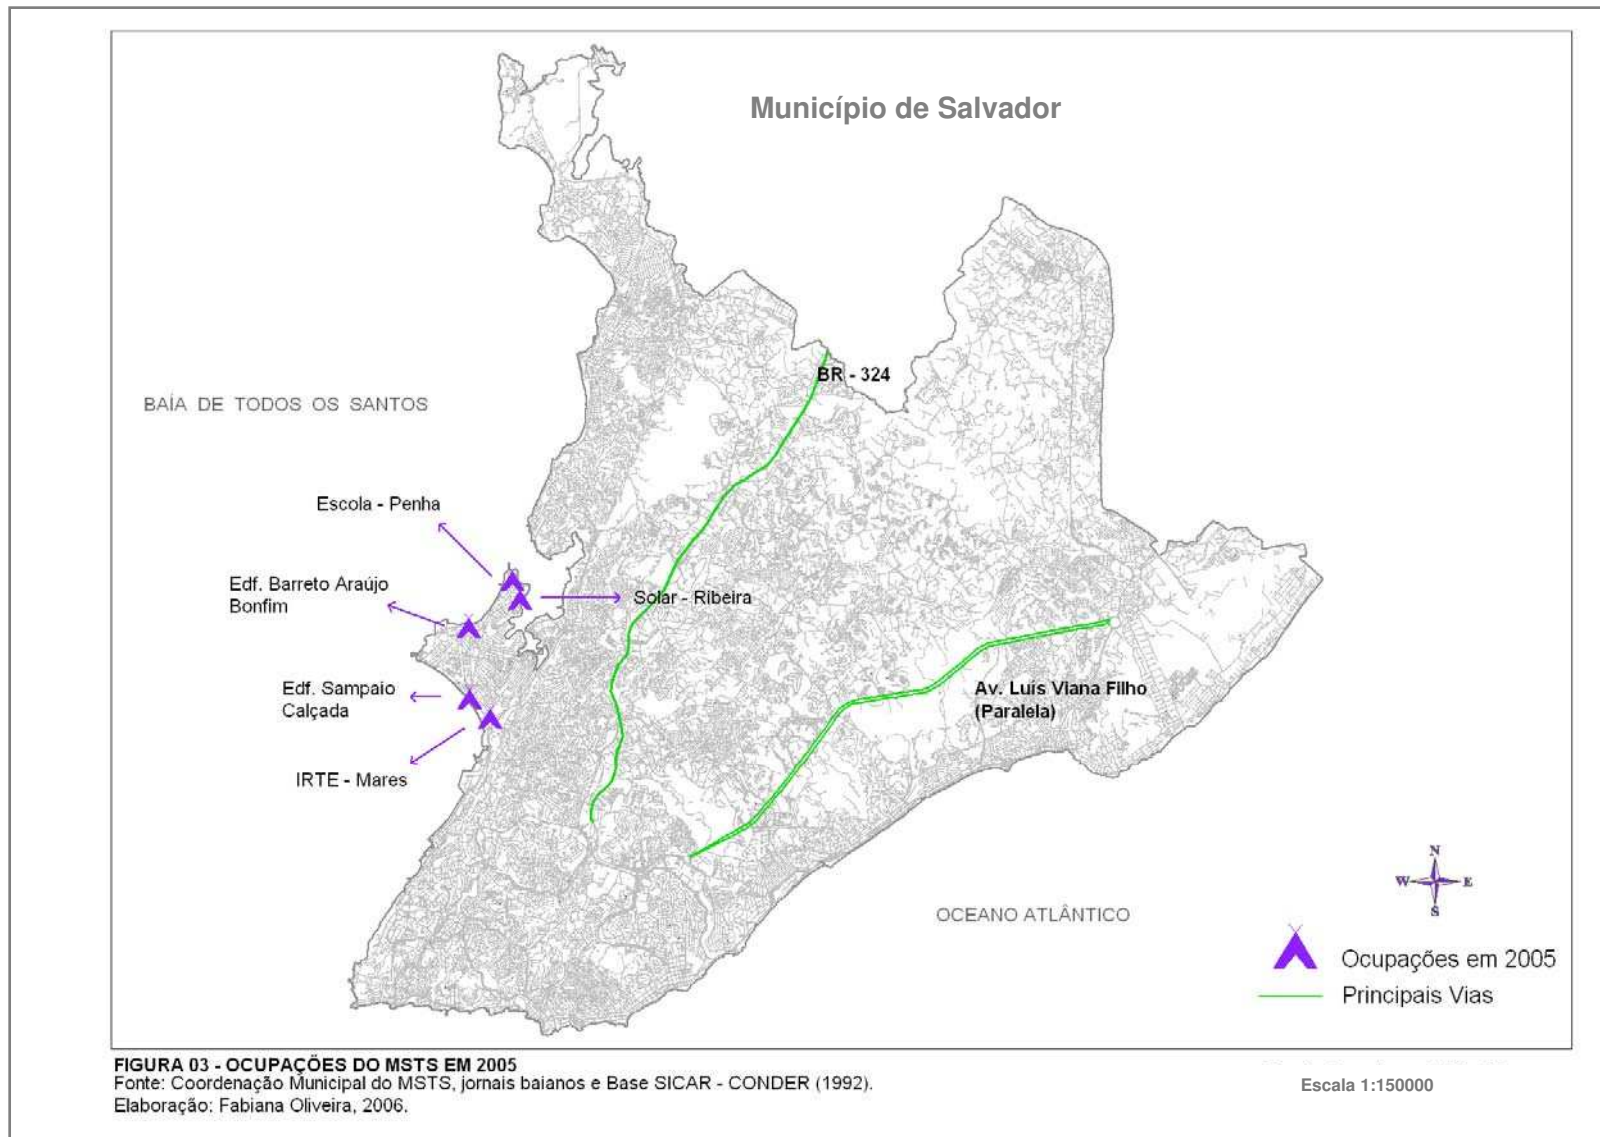 Município de Salvador
BR - 324
BAÍA DE TODOS OS SANTOS
Escola - Penha
Edf. Barreto Araújo
Bonfim
Solar - Ribeira
Edf. Sampaio
Calçada
Av. Luís Viana Filho
(Paralela)
IRTE - Mares
N
W E
S
OCEANO ATLÂNTICO
Ocupações em 2005
Principais Vias
FIGURA 03 - OCUPAÇÕES DO MSTS EM 2005
Fonte: Coordenação Municipal do MSTS, jornais baianos e Base SICAR - CONDER (1992).
Elaboração: Fabiana Oliveira, 2006.
Escala 1:150000